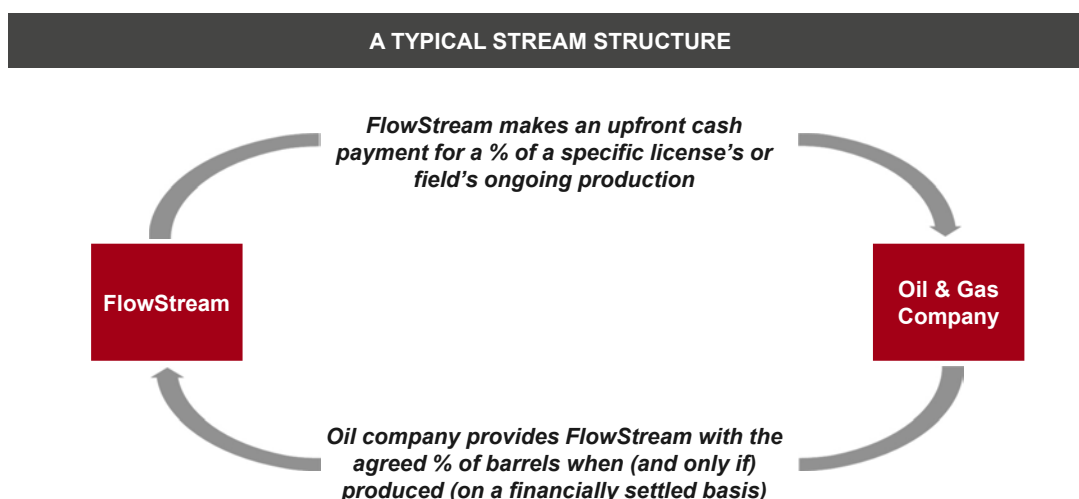 A TYPICAL STREAM STRUCTURE
FlowStream makes an upfront cash
payment for a % of a specific license's or
field's ongoing production
FlowStream
Oil & Gas
Company
Oil company provides FlowStream with the
agreed % of barrels when (and only if)
produced (on a financially settled basis)